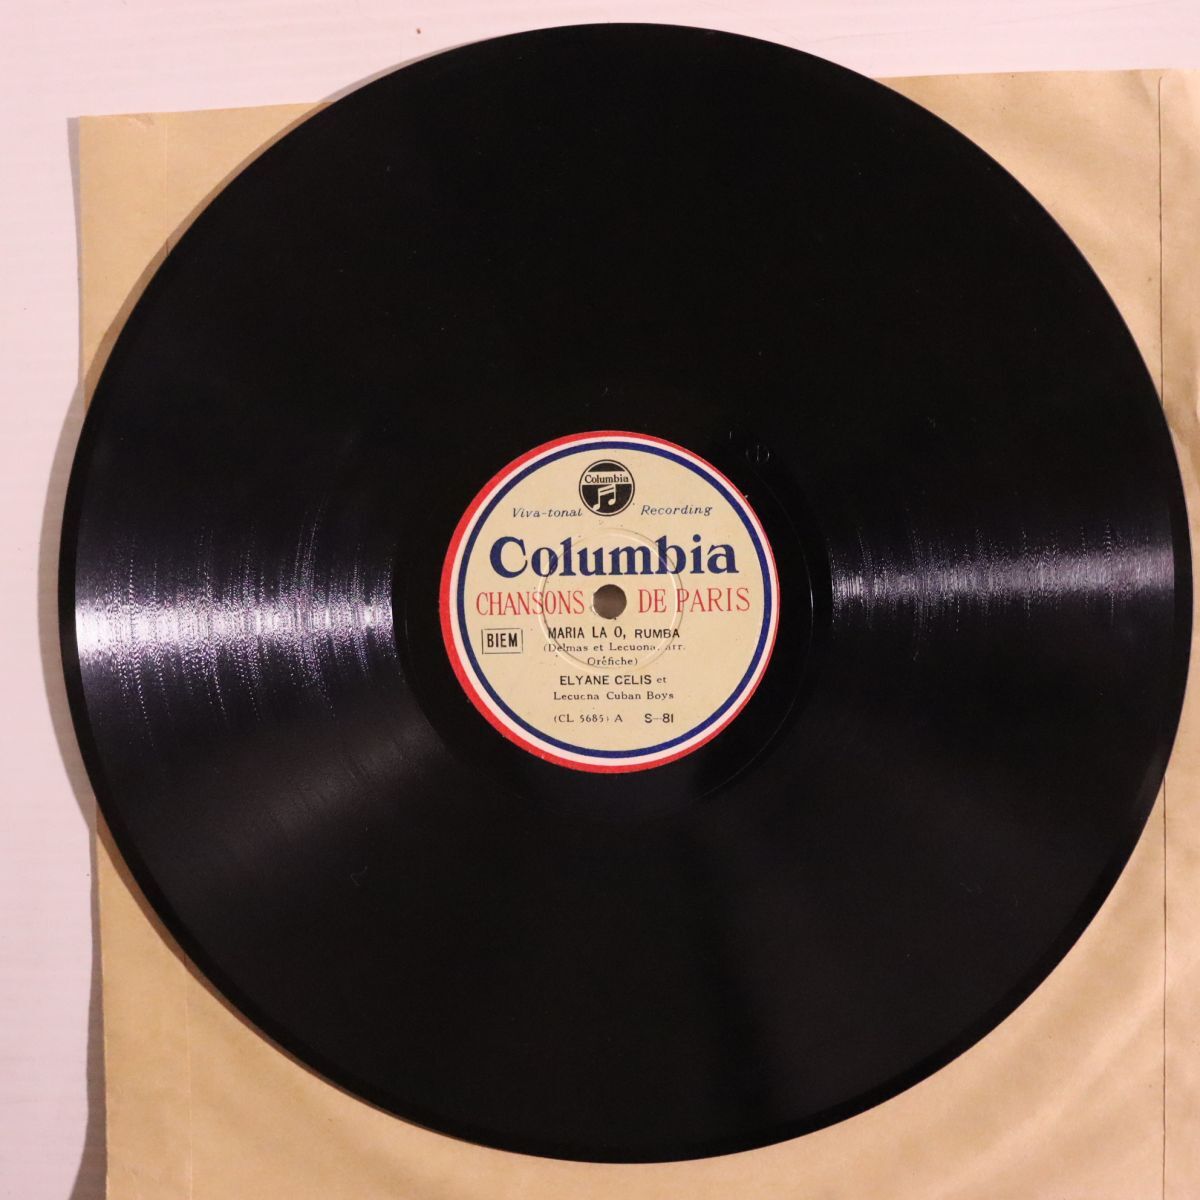 Columbia
Viva-tonal Recording
Columbia
CHANSONS DE PARIS
BIEM
MARIA LA O, RUMBA
(Delmas et Lecuona, arr.
Orefiche)
ELYANE CELIS et
Lecuona Cuban Boys
(CL 5685) A S-81